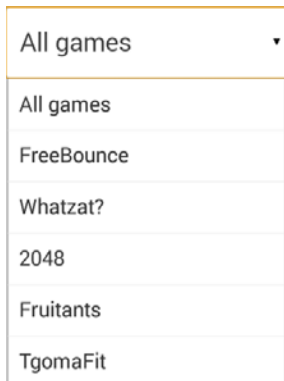 All games
All games
FreeBounce
Whatzat?
2048
Fruitants
TgomaFit